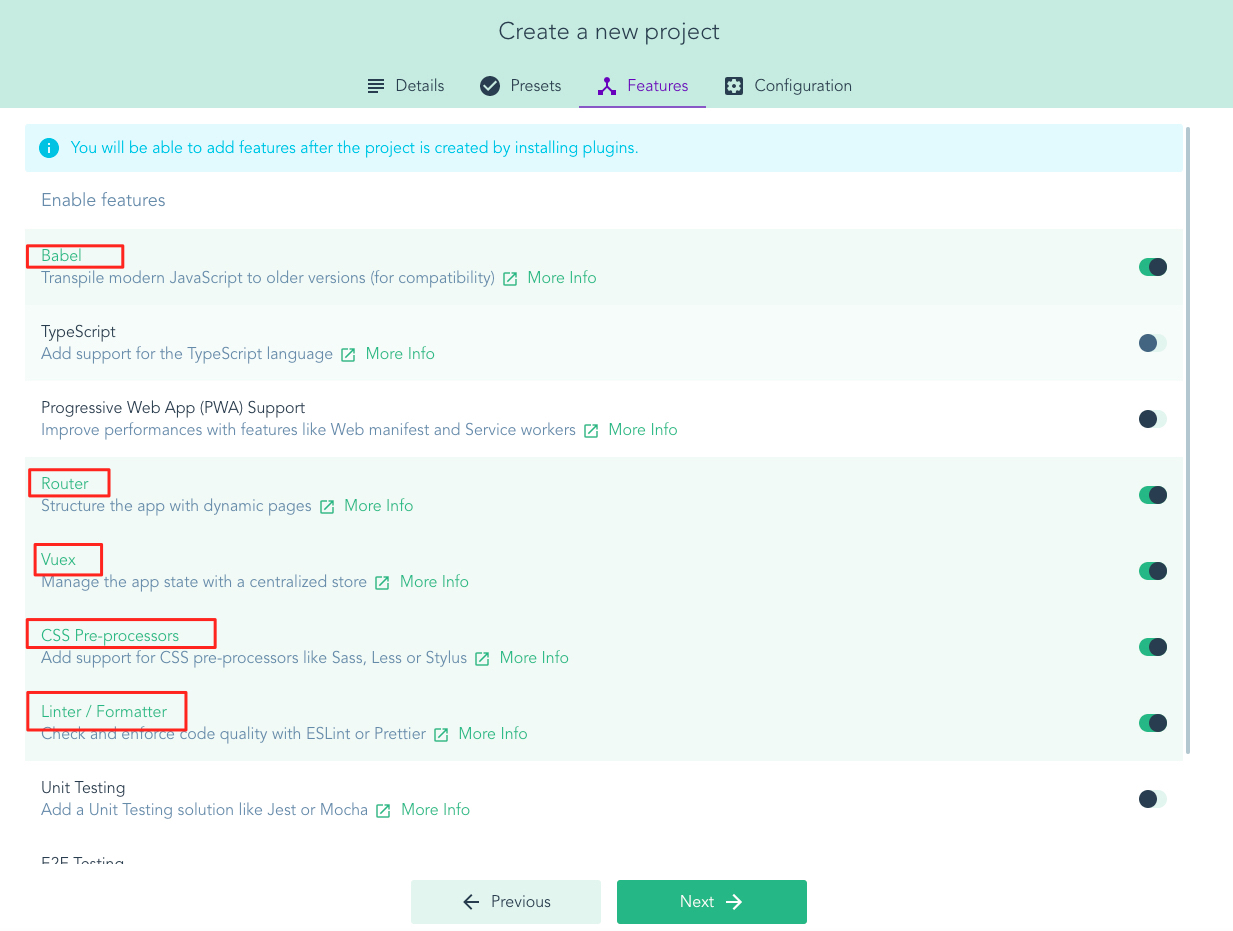 Create a new project
Details Presets Features Configuration
You will be able to add features after the project is created by installing plugins.
Enable features
Babel
Transpile modern JavaScript to older versions (for compatibility) More Info
TypeScript
Add support for the TypeScript language More Info
Progressive Web App (PWA) Support
Improve performances with features like Web manifest and Service workers More Info
Router
Structure the app with dynamic pages More Info
Vuex
Manage the app state with a centralized store More Info
CSS Pre-processors
Add support for CSS pre-processors like Sass, Less or Stylus More Info
Linter / Formatter
Check and enforce code quality with ESLint or Prettier More Info
Unit Testing
Add a Unit Testing solution like Jest or Mocha More Info
E2E Testing
Previous Next